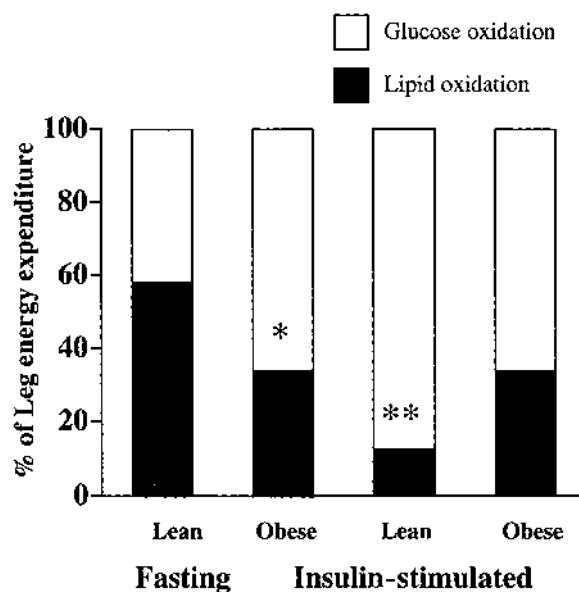 Glucose oxidation
Lipid oxidation
% of Leg energy expenditure
100
80
60
40
20
0
*
**
Lean Obese Lean Obese
Fasting Insulin-stimulated